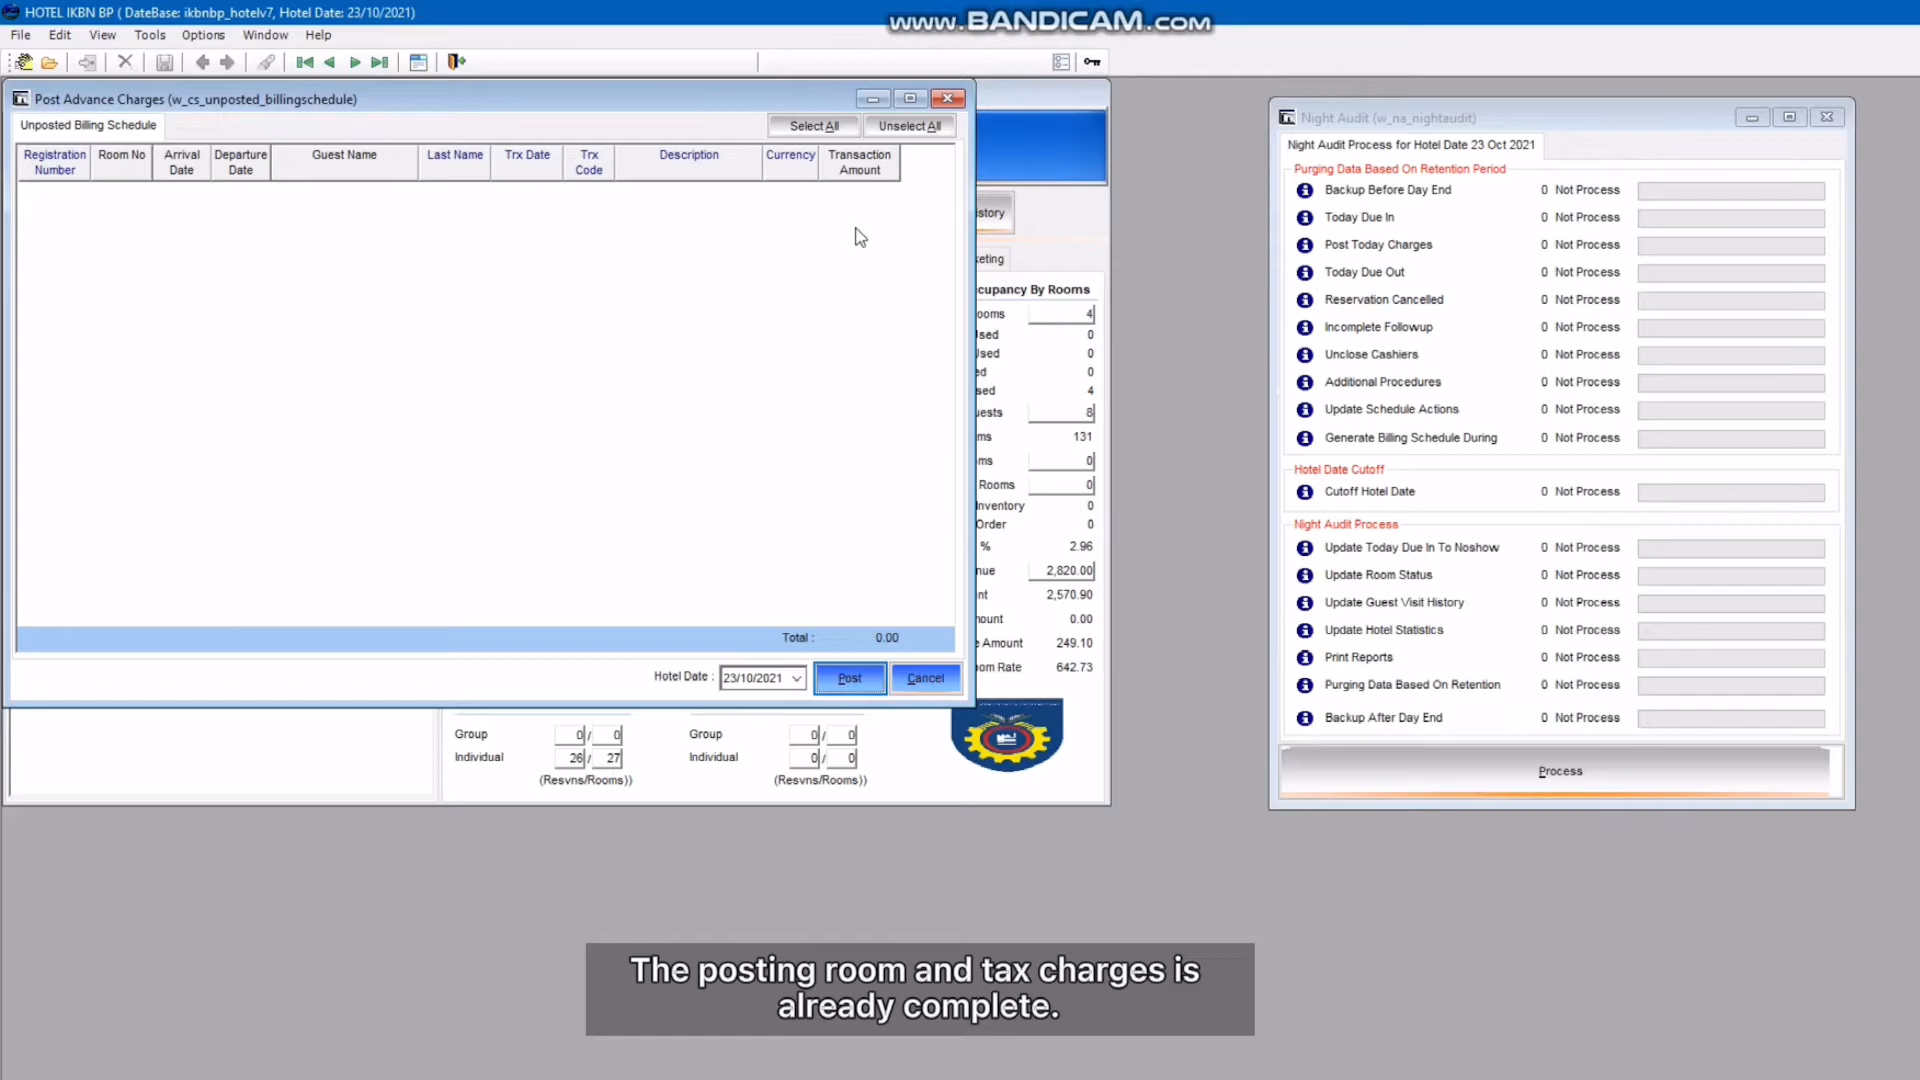 HOTEL IKBN BP ( DateBase: ikbnbp_hotelv7, Hotel Date: 23/10/2021)
www.BANDICAM.com
File Edit View Tools Options Window Help
Post Advance Charges (w_cs_unposted_billingschedule)
Unposted Billing Schedule
Select All Unselect All
Registration Number Room No Arrival Date Departure Date Guest Name Last Name Trx Date Trx Code Description Currency Transaction Amount
Total : 0.00
Hotel Date : 23/10/2021 Post Cancel
istory
keting
cupancy By Rooms
ooms 4
Used 0
Used 0
ed 0
sed 4
uests 8
ms 131
ms 0
Rooms 0
nventory 0
Order 0
% 2.96
nue 2,820.00
nt 2,570.90
nount 0.00
e Amount 249.10
om Rate 642.73
Group 0/ 0 Group 0/ 0
Individual 26/ 27 Individual 0/ 0
(Resvns/Rooms)) (Resvns/Rooms))
Night Audit (w_na_nightaudit)
Night Audit Process for Hotel Date 23 Oct 2021
Purging Data Based On Retention Period
Backup Before Day End 0 Not Process
Today Due In 0 Not Process
Post Today Charges 0 Not Process
Today Due Out 0 Not Process
Reservation Cancelled 0 Not Process
Incomplete Followup 0 Not Process
Unclose Cashiers 0 Not Process
Additional Procedures 0 Not Process
Update Schedule Actions 0 Not Process
Generate Billing Schedule During 0 Not Process
Hotel Date Cutoff
Cutoff Hotel Date 0 Not Process
Night Audit Process
Update Today Due In To Noshow 0 Not Process
Update Room Status 0 Not Process
Update Guest Visit History 0 Not Process
Update Hotel Statistics 0 Not Process
Print Reports 0 Not Process
Purging Data Based On Retention 0 Not Process
Backup After Day End 0 Not Process
Process
The posting room and tax charges is
already complete.